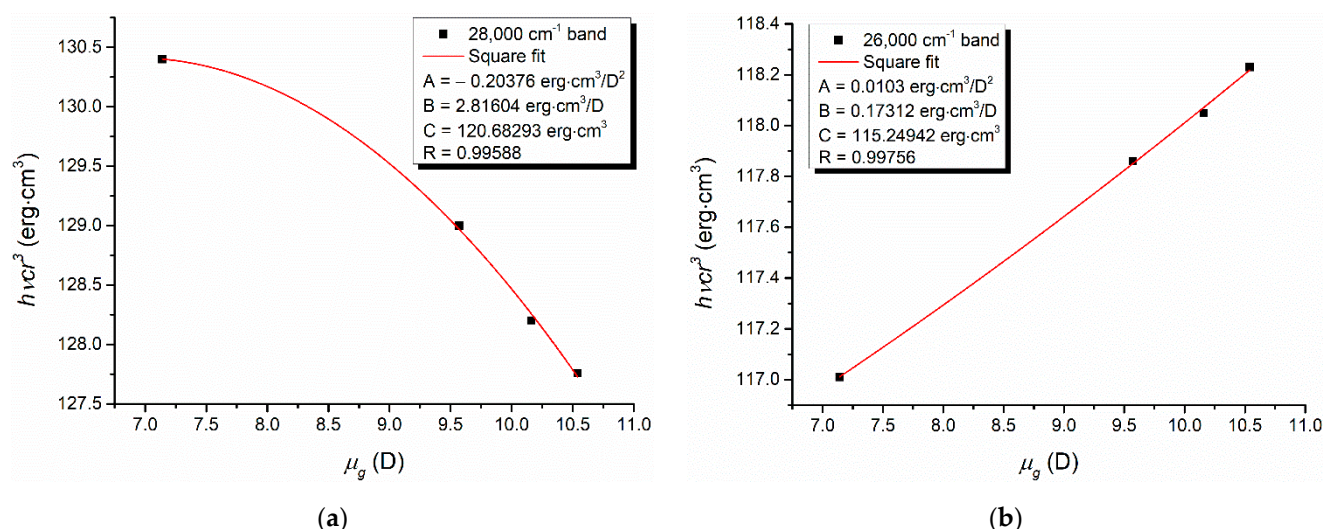 130.5
130.0
129.5
129.0
128.5
128.0
127.5
hνcr³ (erg·cm³)
28,000 cm⁻¹ band
Square fit
A = – 0.20376 erg·cm³/D²
B = 2.81604 erg·cm³/D
C = 120.68293 erg·cm³
R = 0.99588
7.0 7.5 8.0 8.5 9.0 9.5 10.0 10.5 11.0
μg (D)
(a)
118.4
118.2
118.0
117.8
117.6
117.4
117.2
117.0
hνcr³ (erg·cm³)
26,000 cm⁻¹ band
Square fit
A = 0.0103 erg·cm³/D²
B = 0.17312 erg·cm³/D
C = 115.24942 erg·cm³
R = 0.99756
7.0 7.5 8.0 8.5 9.0 9.5 10.0 10.5 11.0
μg (D)
(b)